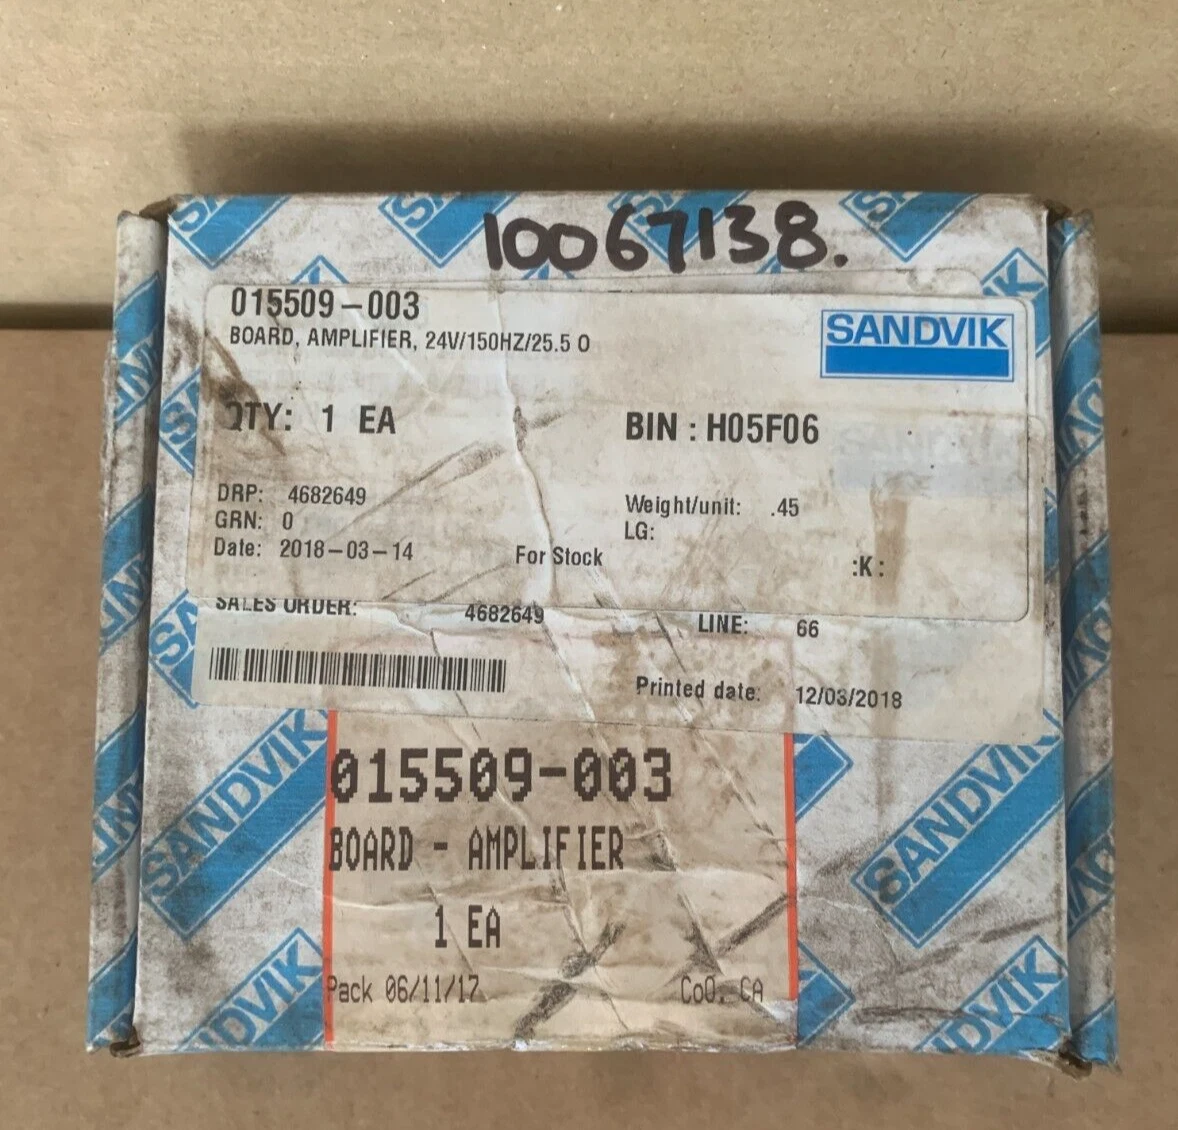 10067138.
015509-003
BOARD, AMPLIFIER, 24V/150HZ/25.5 O
SANDVIK
QTY: 1 EA
BIN : H05F06
DRP: 4682649
GRN: 0
Date: 2018-03-14
For Stock
Weight/unit: .45
LG:
:K:
SALES ORDER: 4682649
LINE: 66
Printed date: 12/03/2018
015509-003
BOARD - AMPLIFIER
1 EA
Pack 06/11/17
CoO. CA
SANDVIK
SANDVIK